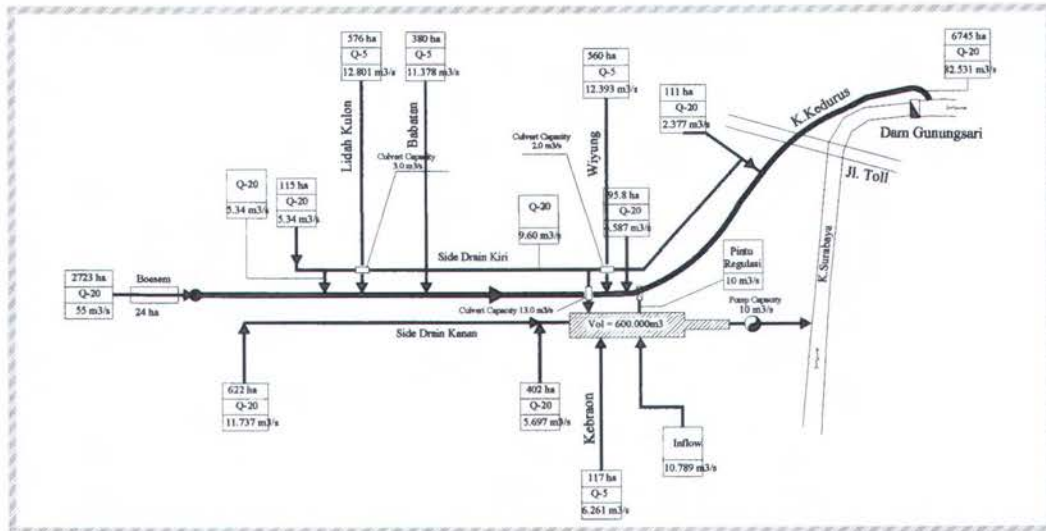 576 ha
Q-5
12.801 m3/s
380 ha
Q-5
11.378 m3/s
560 ha
Q-5
12.393 m3/s
6745 ha
Q-20
82.531 m3/s
111 ha
Q-20
2.377 m3/s
K.Kedurus
Dam Gunungsari
Jl. Toll
Lidah Kulon
Babatan
Wiyung
Culvert Capacity
3.0 m3/s
Culvert Capacity
2.0 m3/s
Q-20
5.34 m3/s
115 ha
Q-20
5.34 m3/s
Q-20
9.60 m3/s
95.8 ha
Q-20
.587 m3/s
Side Drain Kiri
Pintu
Regulasi
10 m3/s
K.Surabaya
2723 ha
Q-20
55 m3/s
Boesem
24 ha
Culvert Capacity 13.0 m3/s
Pump Capacity
10 m3/s
Vol = 600.000m3
Side Drain Kanan
622 ha
Q-20
11.737 m3/s
402 ha
Q-20
5.697 m3/s
Kebraon
Inflow
10.789 m3/s
117 ha
Q-5
6.261 m3/s